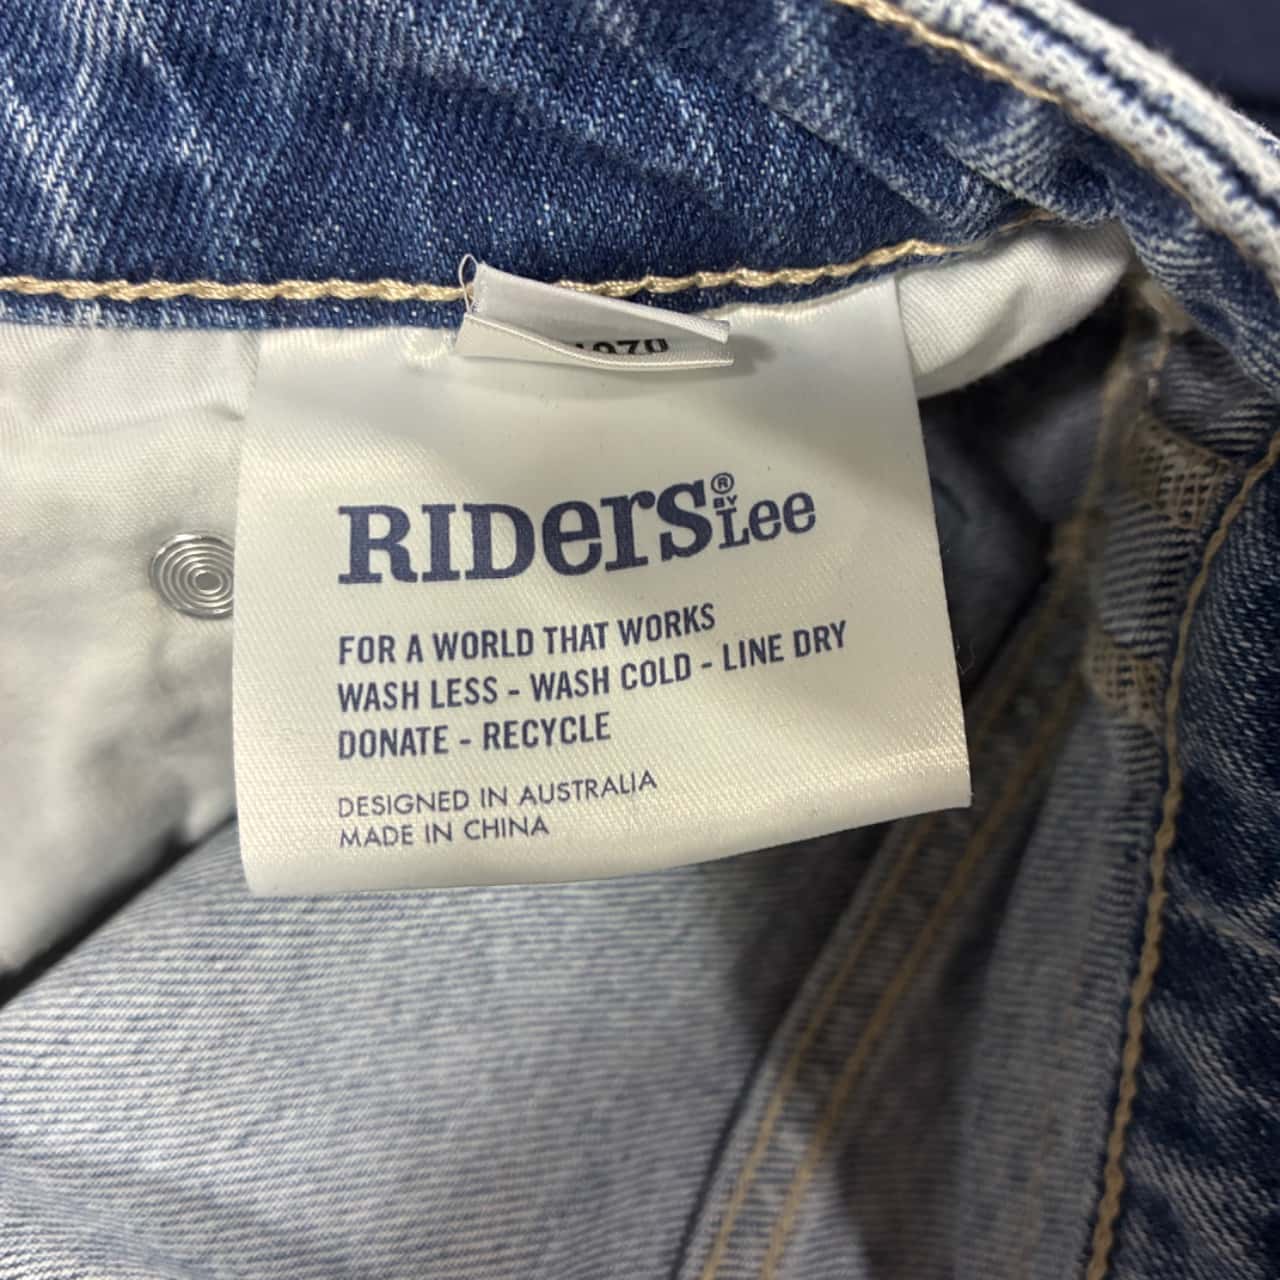 1970
RIDERS® BY Lee
FOR A WORLD THAT WORKS
WASH LESS - WASH COLD - LINE DRY
DONATE - RECYCLE
DESIGNED IN AUSTRALIA
MADE IN CHINA